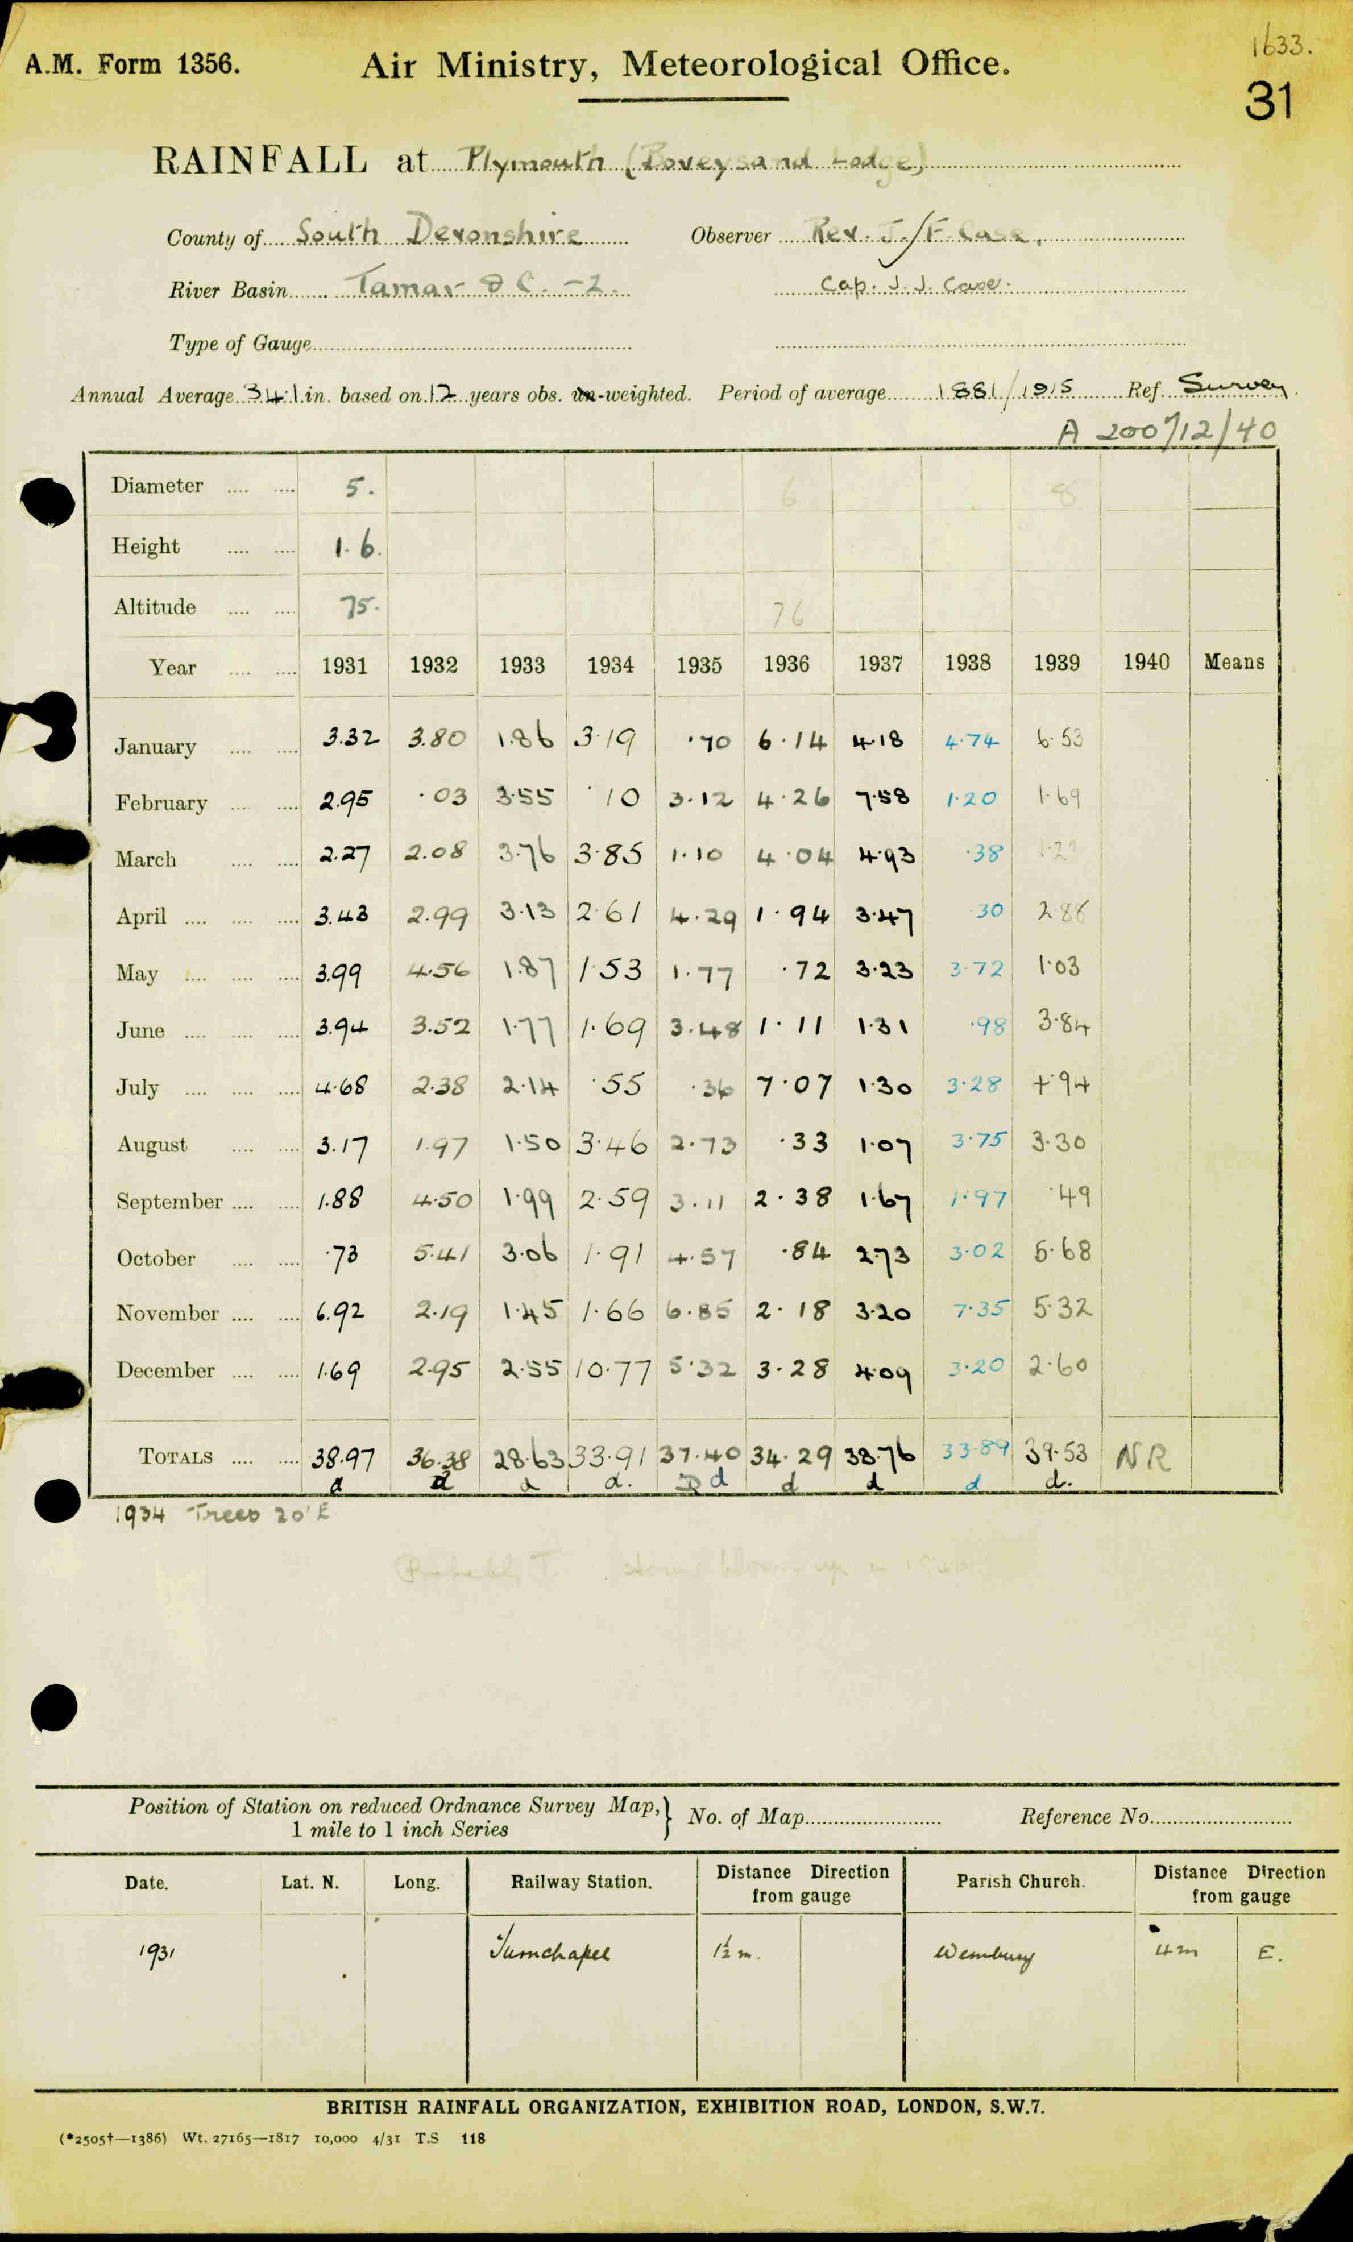 A.M. Form 1356.
Air Ministry, Meteorological Office.
1633.
31
RAINFALL at Plymouth (Boveysand Lodge)
County of South Devonshire Observer Rev. J./F. Case.
River Basin Tamar &C. -2. Cap. J. J. Case.
Type of Gauge
Annual Average 34.1 in. based on 12 years obs. un-weighted. Period of average 1881/1915 Ref. Survey
A 200712/40
Diameter 5. 6 8
Height 1.6.
Altitude 75. 76
Year 1931 1932 1933 1934 1935 1936 1937 1938 1939 1940 Means
January 3.32 3.80 1.86 3.19 .70 6.14 4.18 4.74 6.53
February 2.95 .03 3.55 .10 3.12 4.26 7.58 1.20 1.69
March 2.27 2.08 3.76 3.85 1.10 4.04 4.93 .38
April 3.43 2.99 3.13 2.61 4.29 1.94 3.47 .30 2.86
May 3.99 4.56 1.87 1.53 1.77 .72 3.23 3.72 1.03
June 3.94 3.52 1.77 1.69 3.48 1.11 1.31 .98 3.84
July 4.68 2.38 2.14 .55 .36 7.07 1.30 3.28 4.94
August 3.17 1.97 1.50 3.46 2.73 .33 1.07 3.75 3.30
September 1.88 4.50 1.99 2.59 3.11 2.38 1.67 1.97 .49
October .73 5.41 3.06 1.91 4.57 .84 2.73 3.02 5.68
November 6.92 2.19 1.45 1.66 6.85 2.18 3.20 7.35 5.32
December 1.69 2.95 2.55 10.77 5.32 3.28 4.09 3.20 2.60
TOTALS 38.97 36.38 28.63 33.91 37.40 34.29 38.76 33.89 39.53 NR
d d d d. D d d d d d.
1934 Trees 20' E
Probably T.
Position of Station on reduced Ordnance Survey Map, } No. of Map Reference No.
1 mile to 1 inch Series
Date. Lat. N. Long. Railway Station. Distance Direction from gauge Parish Church. Distance Direction from gauge
1931 Turnchapel 1½ m. Wembury 4 m E.
BRITISH RAINFALL ORGANIZATION, EXHIBITION ROAD, LONDON, S.W.7.
(*2505†—1386) Wt. 27165—1817 10,000 4/31 T.S 118